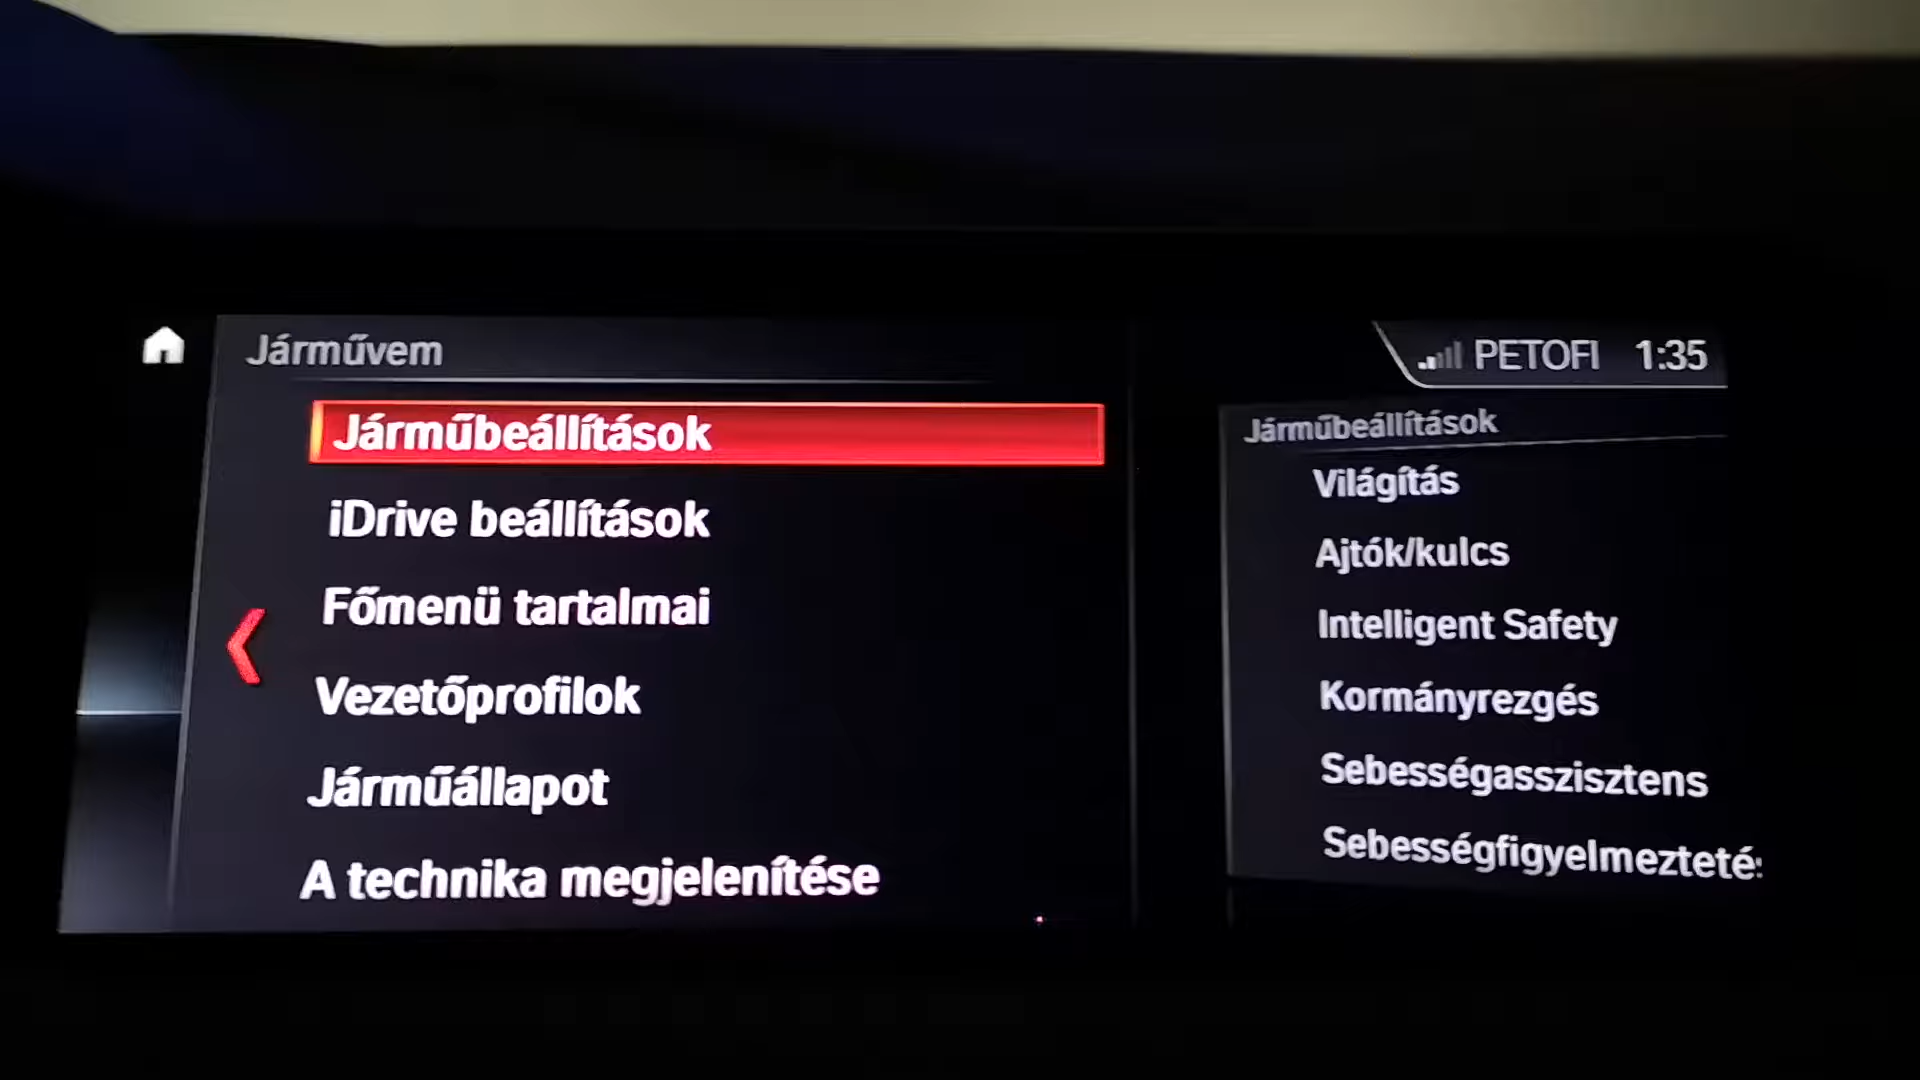 Járművem
PETOFI 1:35
Járműbeállítások
iDrive beállítások
Főmenü tartalmai
Vezetőprofilok
Járműállapot
A technika megjelenítése
Járműbeállítások
Világítás
Ajtók/kulcs
Intelligent Safety
Kormányrezgés
Sebességasszisztens
Sebességfigyelmezteté